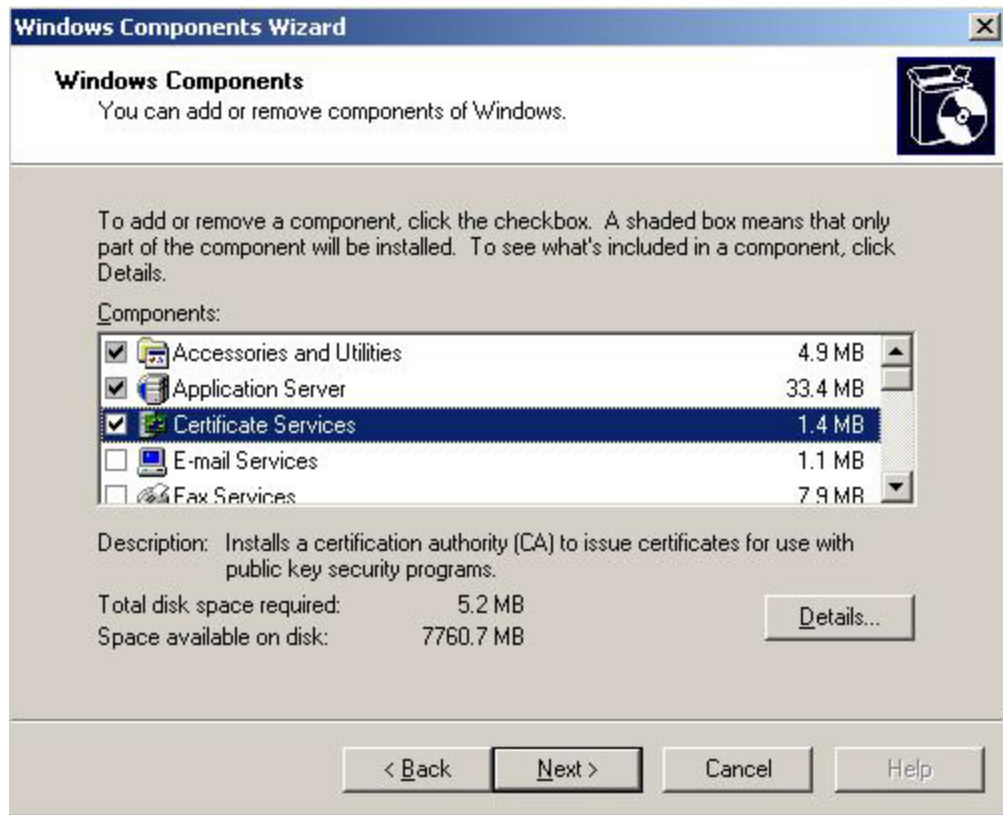 Windows Components Wizard
Windows Components
You can add or remove components of Windows.
To add or remove a component, click the checkbox. A shaded box means that only
part of the component will be installed. To see what's included in a component, click
Details.
Components:
Accessories and Utilities 4.9 MB
Application Server 33.4 MB
Certificate Services 1.4 MB
E-mail Services 1.1 MB
Fax Services 7.9 MB
Description: Installs a certification authority (CA) to issue certificates for use with
public key security programs.
Total disk space required: 5.2 MB
Space available on disk: 7760.7 MB
Details...
< Back Next > Cancel Help